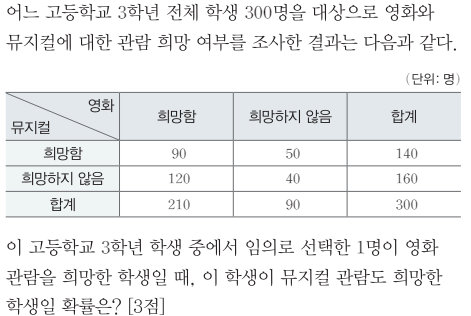 어느 고등학교 3학년 전체 학생 300명을 대상으로 영화와
뮤지컬에 대한 관람 희망 여부를 조사한 결과는 다음과 같다.
(단위: 명)
영화
뮤지컬
희망함 희망하지 않음 합계
희망함 90 50 140
희망하지 않음 120 40 160
합계 210 90 300
이 고등학교 3학년 학생 중에서 임의로 선택한 1명이 영화
관람을 희망한 학생일 때, 이 학생이 뮤지컬 관람도 희망한
학생일 확률은? [3점]